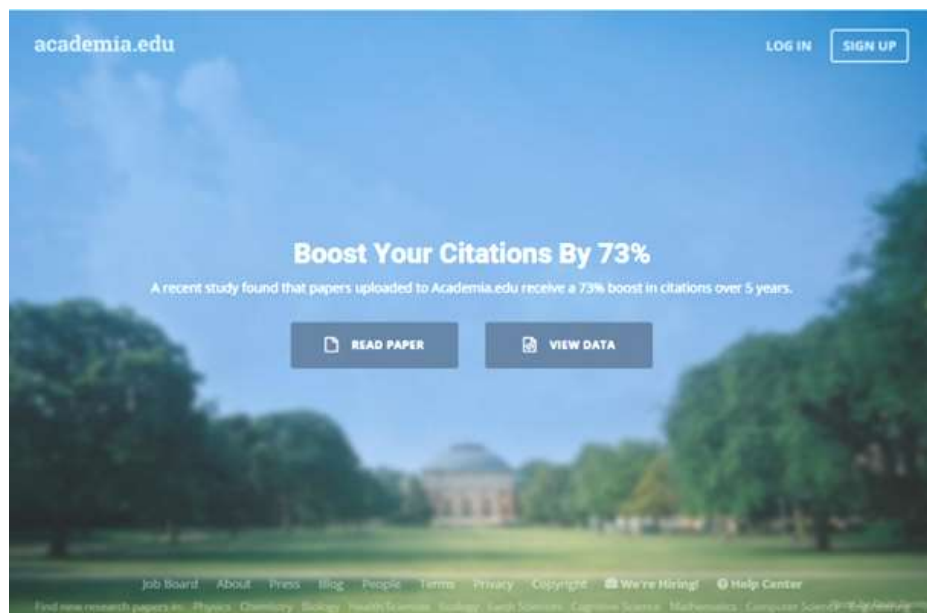 academia.edu
LOG IN SIGN UP
Boost Your Citations By 73%
A recent study found that papers uploaded to Academia.edu receive a 73% boost in citations over 5 years.
READ PAPER VIEW DATA
Job Board About Press Blog People Terms Privacy Copyright We're Hiring! Help Center
Find new research papers in: Physics Chemistry Biology Health Sciences Ecology Earth Sciences Cognitive Science Mathematics Computer Science